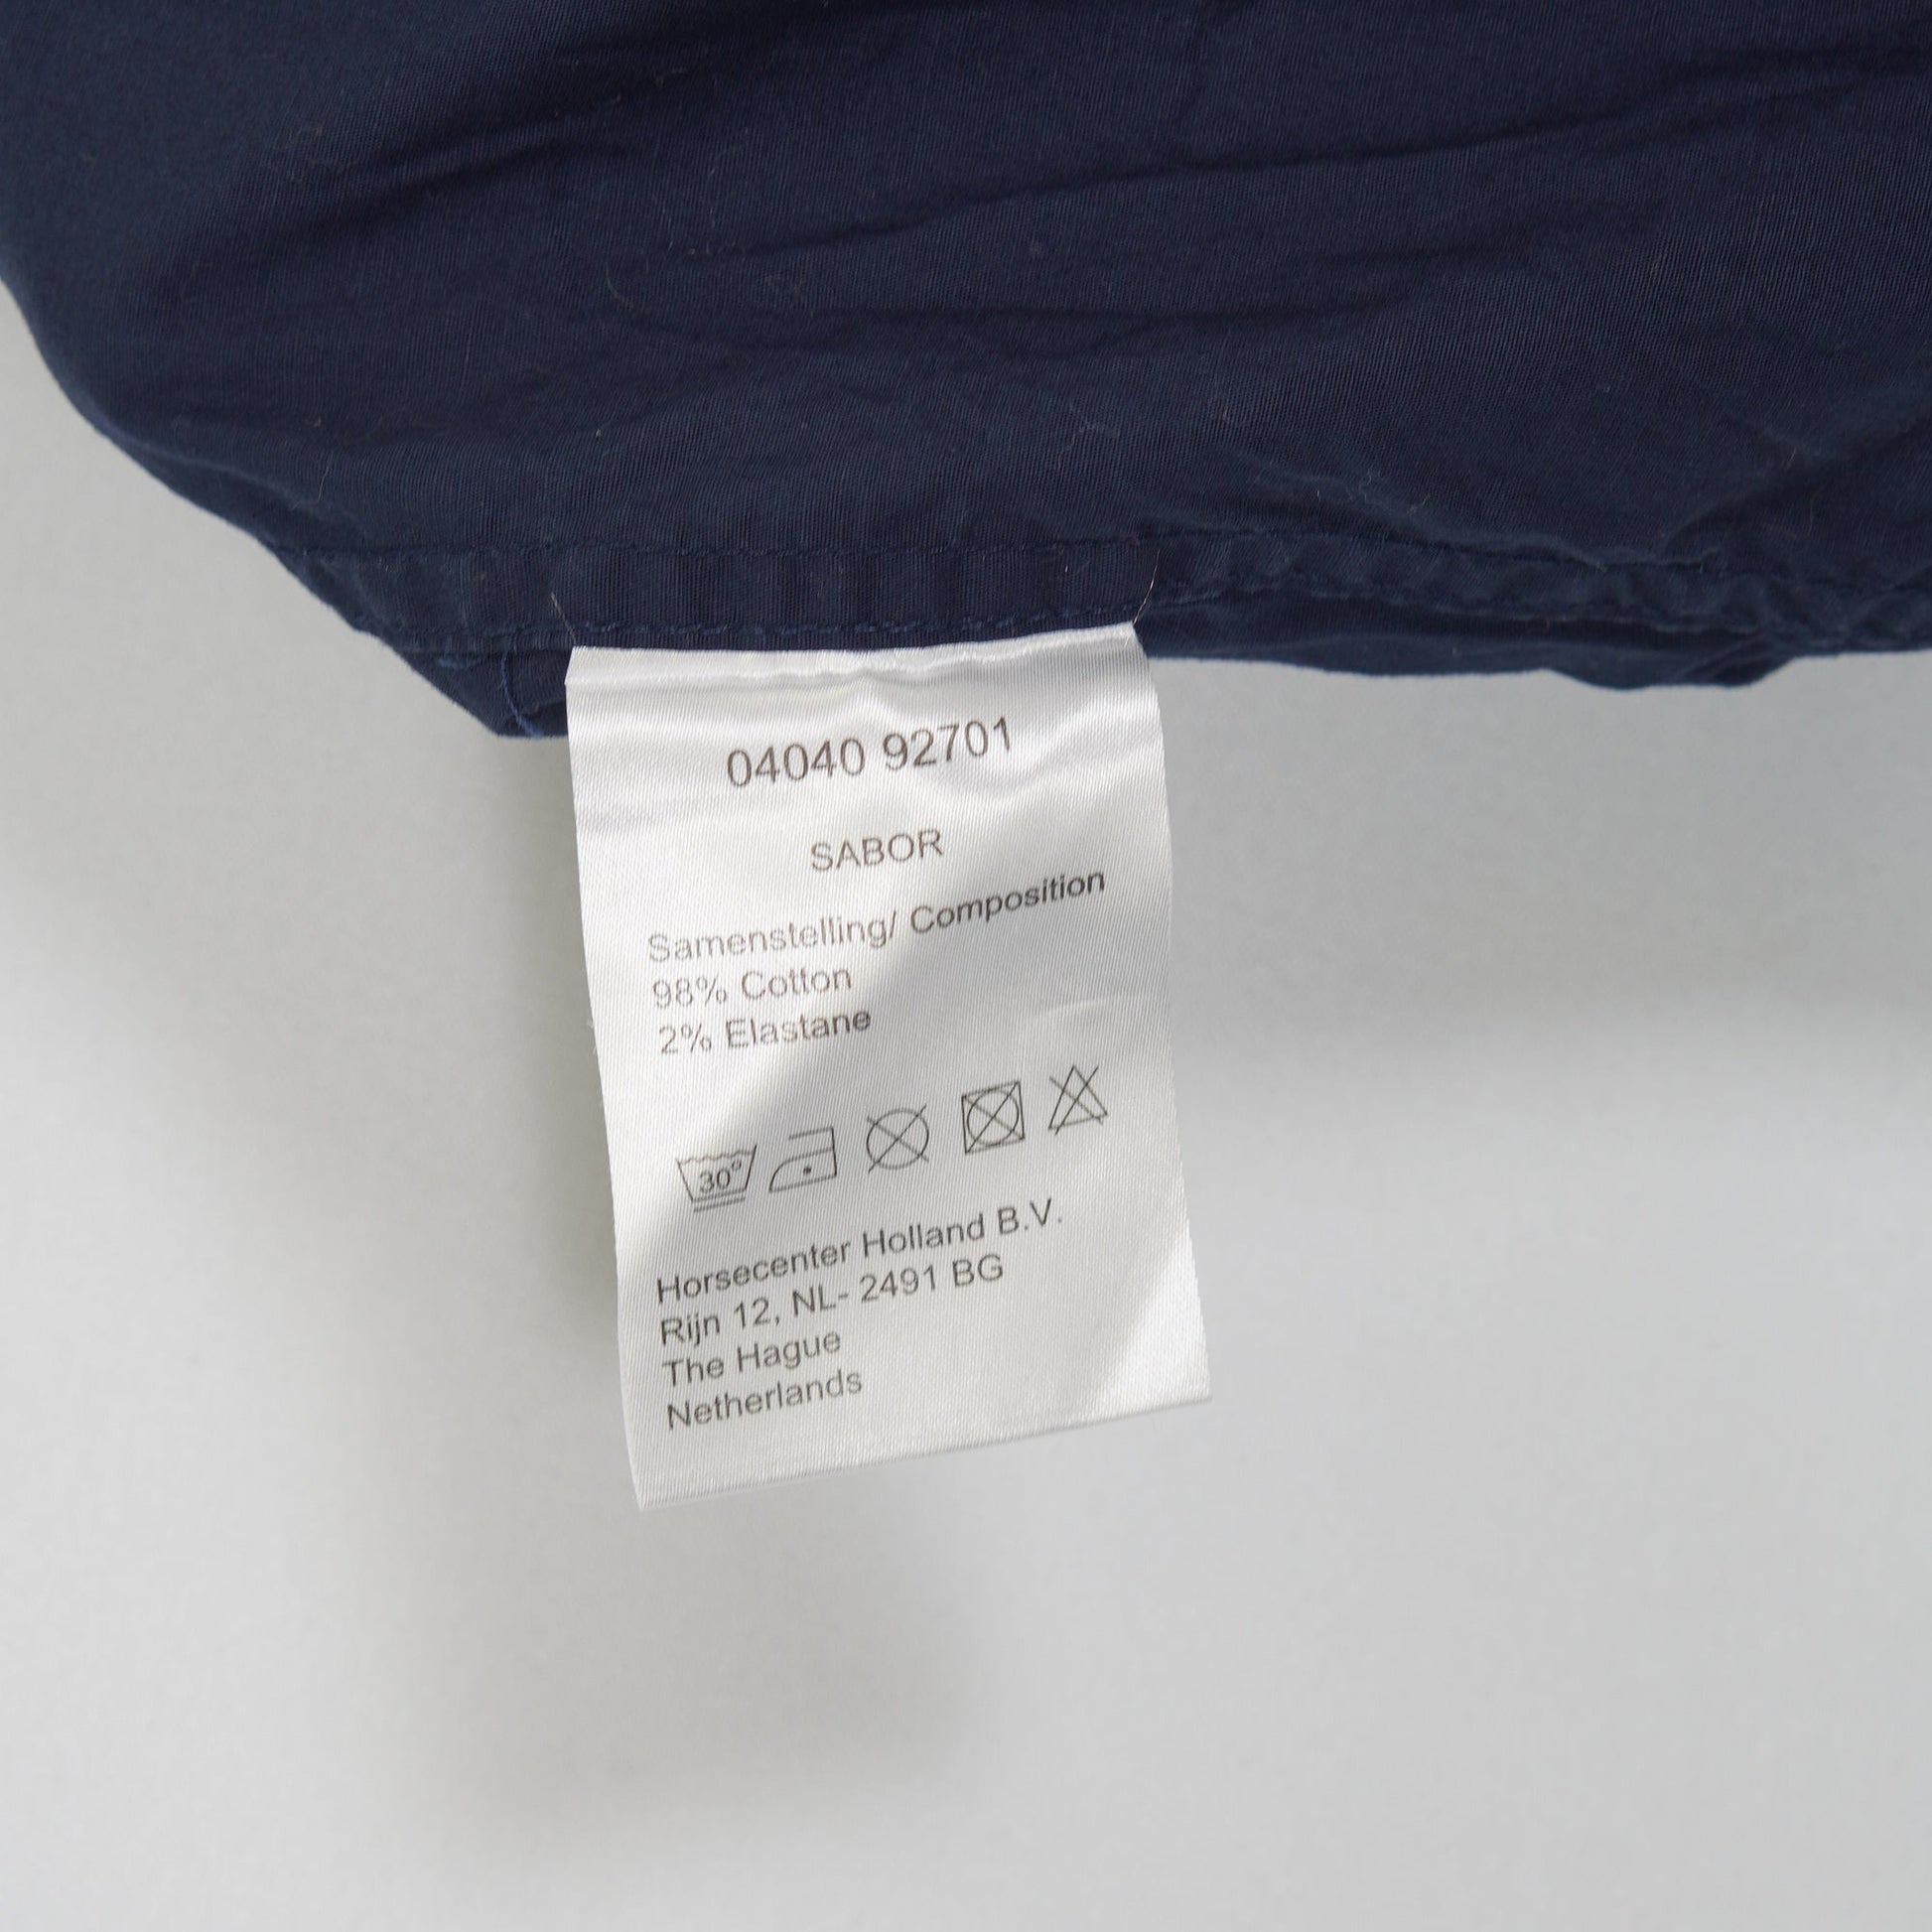 04040 92701
SABOR
Samenstelling/ Composition
98% Cotton
2% Elastane
30°
Horsecenter Holland B.V.
Rijn 12, NL- 2491 BG
The Hague
Netherlands